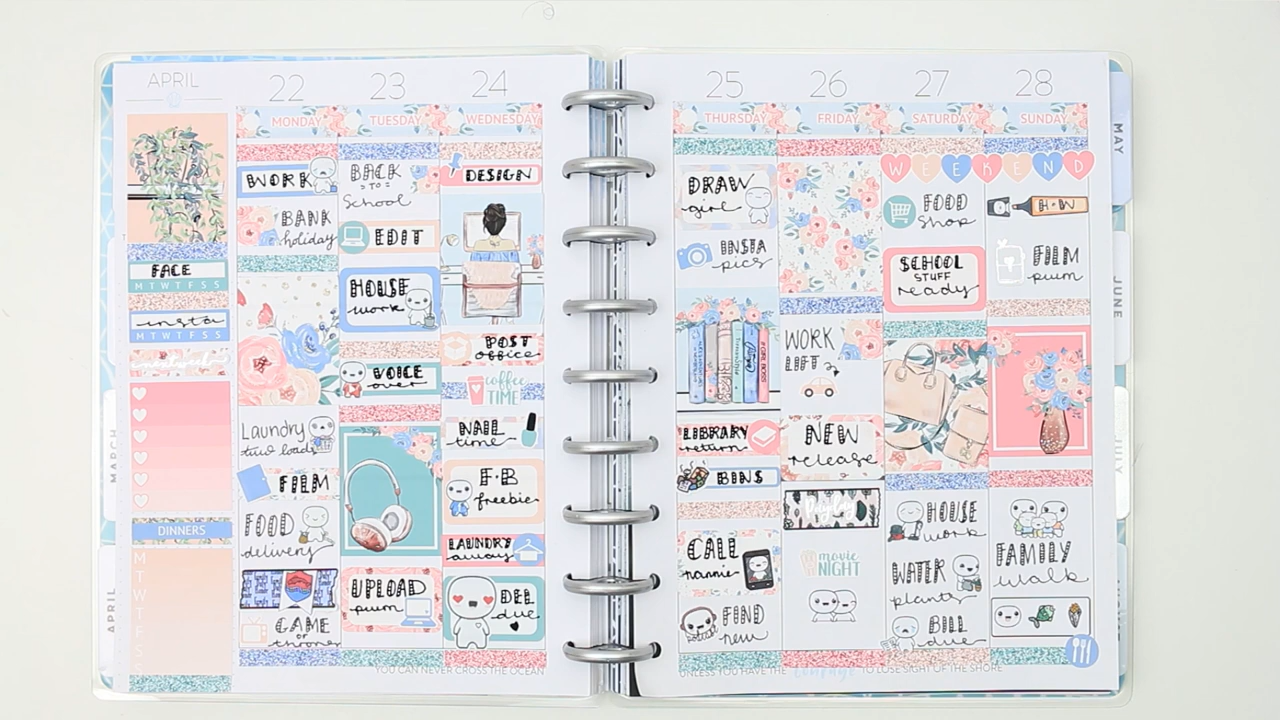 APRIL
FACE
M T W T F S S
insta
M T W T F S S
DINNERS
M
T
W
T
F
S
S
22
MONDAY
WORK
BANK
holiday
Laundry
two loads
FILM
FOOD
delivery
GAME
OF
thrones
23
TUESDAY
BACK
TO
School
EDIT
HOUSE
work
VOICE
over
UPLOAD
pwm
24
WEDNESDAY
DESIGN
POST
office
coffee
TIME
NAIL
time
F·B
freebie
LAUNDRY
away
DEL
due
YOU CAN NEVER CROSS THE OCEAN
25
THURSDAY
DRAW
girl
INSTA
pics
LIBRARY
return
BINS
CALL
nannie
FIND
new
26
FRIDAY
WORK
LIFT
NEW
release
Payday
movie
NIGHT
27
SATURDAY
WEEKEND
FOOD
shop
SCHOOL
STUFF
ready
HOUSE
work
WATER
plants
BILL
due
28
SUNDAY
H·W
FILM
pwm
FAMILY
walk
UNLESS YOU HAVE THE courage TO LOSE SIGHT OF THE SHORE
MARCH
APRIL
MAY
JUNE
JULY